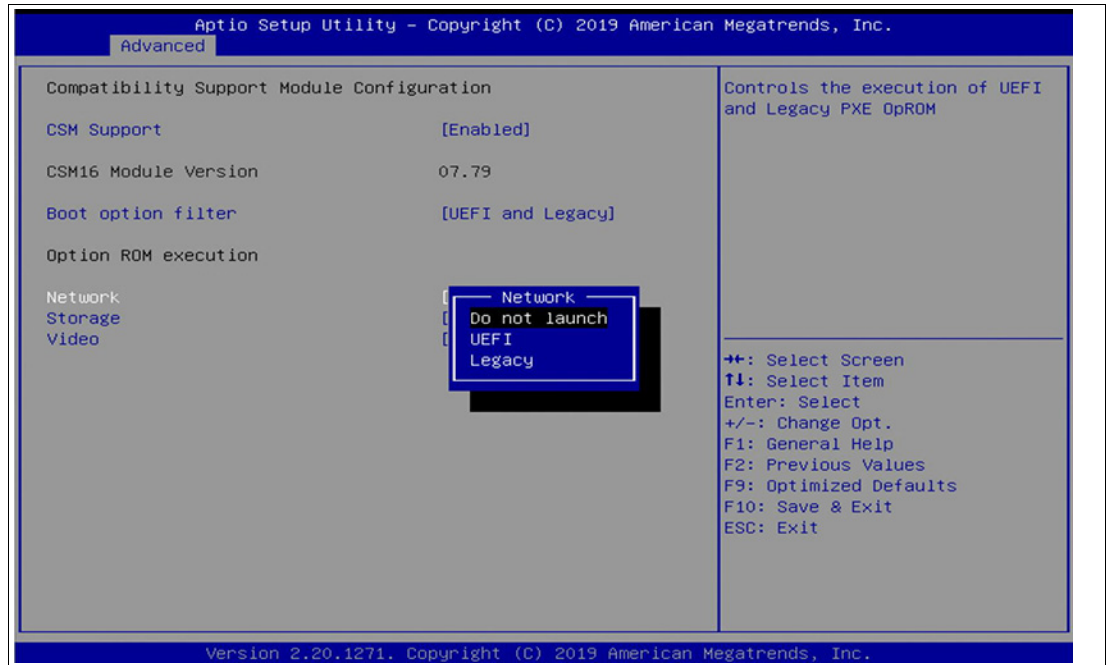 Aptio Setup Utility – Copyright (C) 2019 American Megatrends, Inc.
Advanced
Compatibility Support Module Configuration
CSM Support [Enabled]
CSM16 Module Version 07.79
Boot option filter [UEFI and Legacy]
Option ROM execution
Network [
Storage [
Video [
Network
Do not launch
UEFI
Legacy
Controls the execution of UEFI
and Legacy PXE OpROM
→←: Select Screen
↑↓: Select Item
Enter: Select
+/-: Change Opt.
F1: General Help
F2: Previous Values
F9: Optimized Defaults
F10: Save & Exit
ESC: Exit
Version 2.20.1271. Copyright (C) 2019 American Megatrends, Inc.